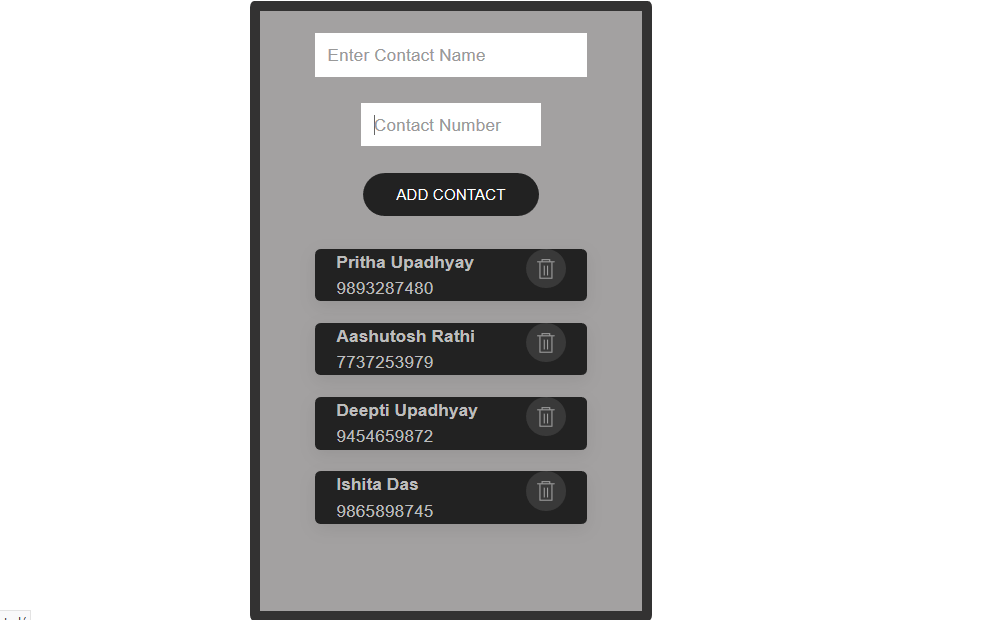 Enter Contact Name
Contact Number
ADD CONTACT
Pritha Upadhyay
9893287480
Aashutosh Rathi
7737253979
Deepti Upadhyay
9454659872
Ishita Das
9865898745